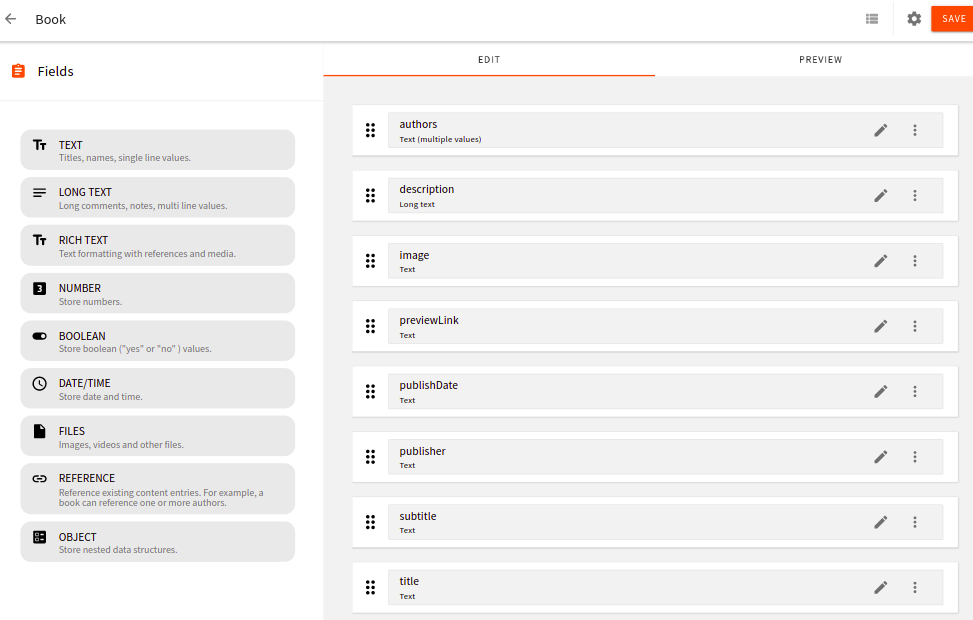 Book
SAVE
Fields
EDIT
PREVIEW
TEXT
Titles, names, single line values.
LONG TEXT
Long comments, notes, multi line values.
RICH TEXT
Text formatting with references and media.
NUMBER
Store numbers.
BOOLEAN
Store boolean ("yes" or "no" ) values.
DATE/TIME
Store date and time.
FILES
Images, videos and other files.
REFERENCE
Reference existing content entries. For example, a
book can reference one or more authors.
OBJECT
Store nested data structures.
authors
Text (multiple values)
description
Long text
image
Text
previewLink
Text
publishDate
Text
publisher
Text
subtitle
Text
title
Text